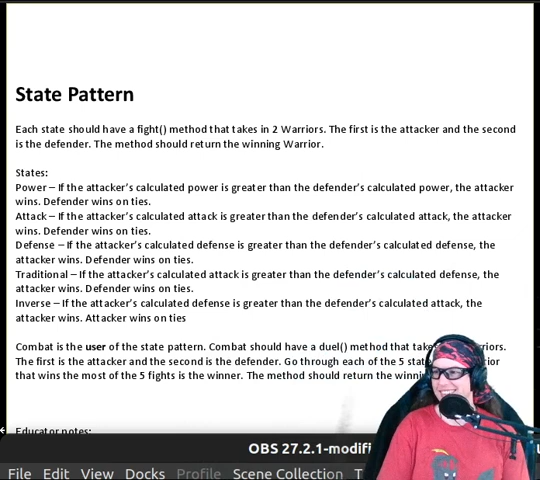 State Pattern
Each state should have a fight() method that takes in 2 Warriors. The first is the attacker and the second
is the defender. The method should return the winning Warrior.
States:
Power – If the attacker's calculated power is greater than the defender's calculated power, the attacker
wins. Defender wins on ties.
Attack – If the attacker's calculated attack is greater than the defender's calculated attack, the attacker
wins. Defender wins on ties.
Defense – If the attacker's calculated defense is greater than the defender's calculated defense, the
attacker wins. Defender wins on ties.
Traditional – If the attacker's calculated attack is greater than the defender's calculated defense, the
attacker wins. Defender wins on ties.
Inverse – If the attacker's calculated defense is greater than the defender's calculated attack, the
attacker wins. Attacker wins on ties
Combat is the user of the state pattern. Combat should have a duel() method that
The first is the attacker and the second is the defender. Go through each of the 5
that wins the most of the 5 fights is the winner. The method should return the
Educator notes:
OBS 27.2.1-modifi
File Edit View Docks Profile Scene Collection T